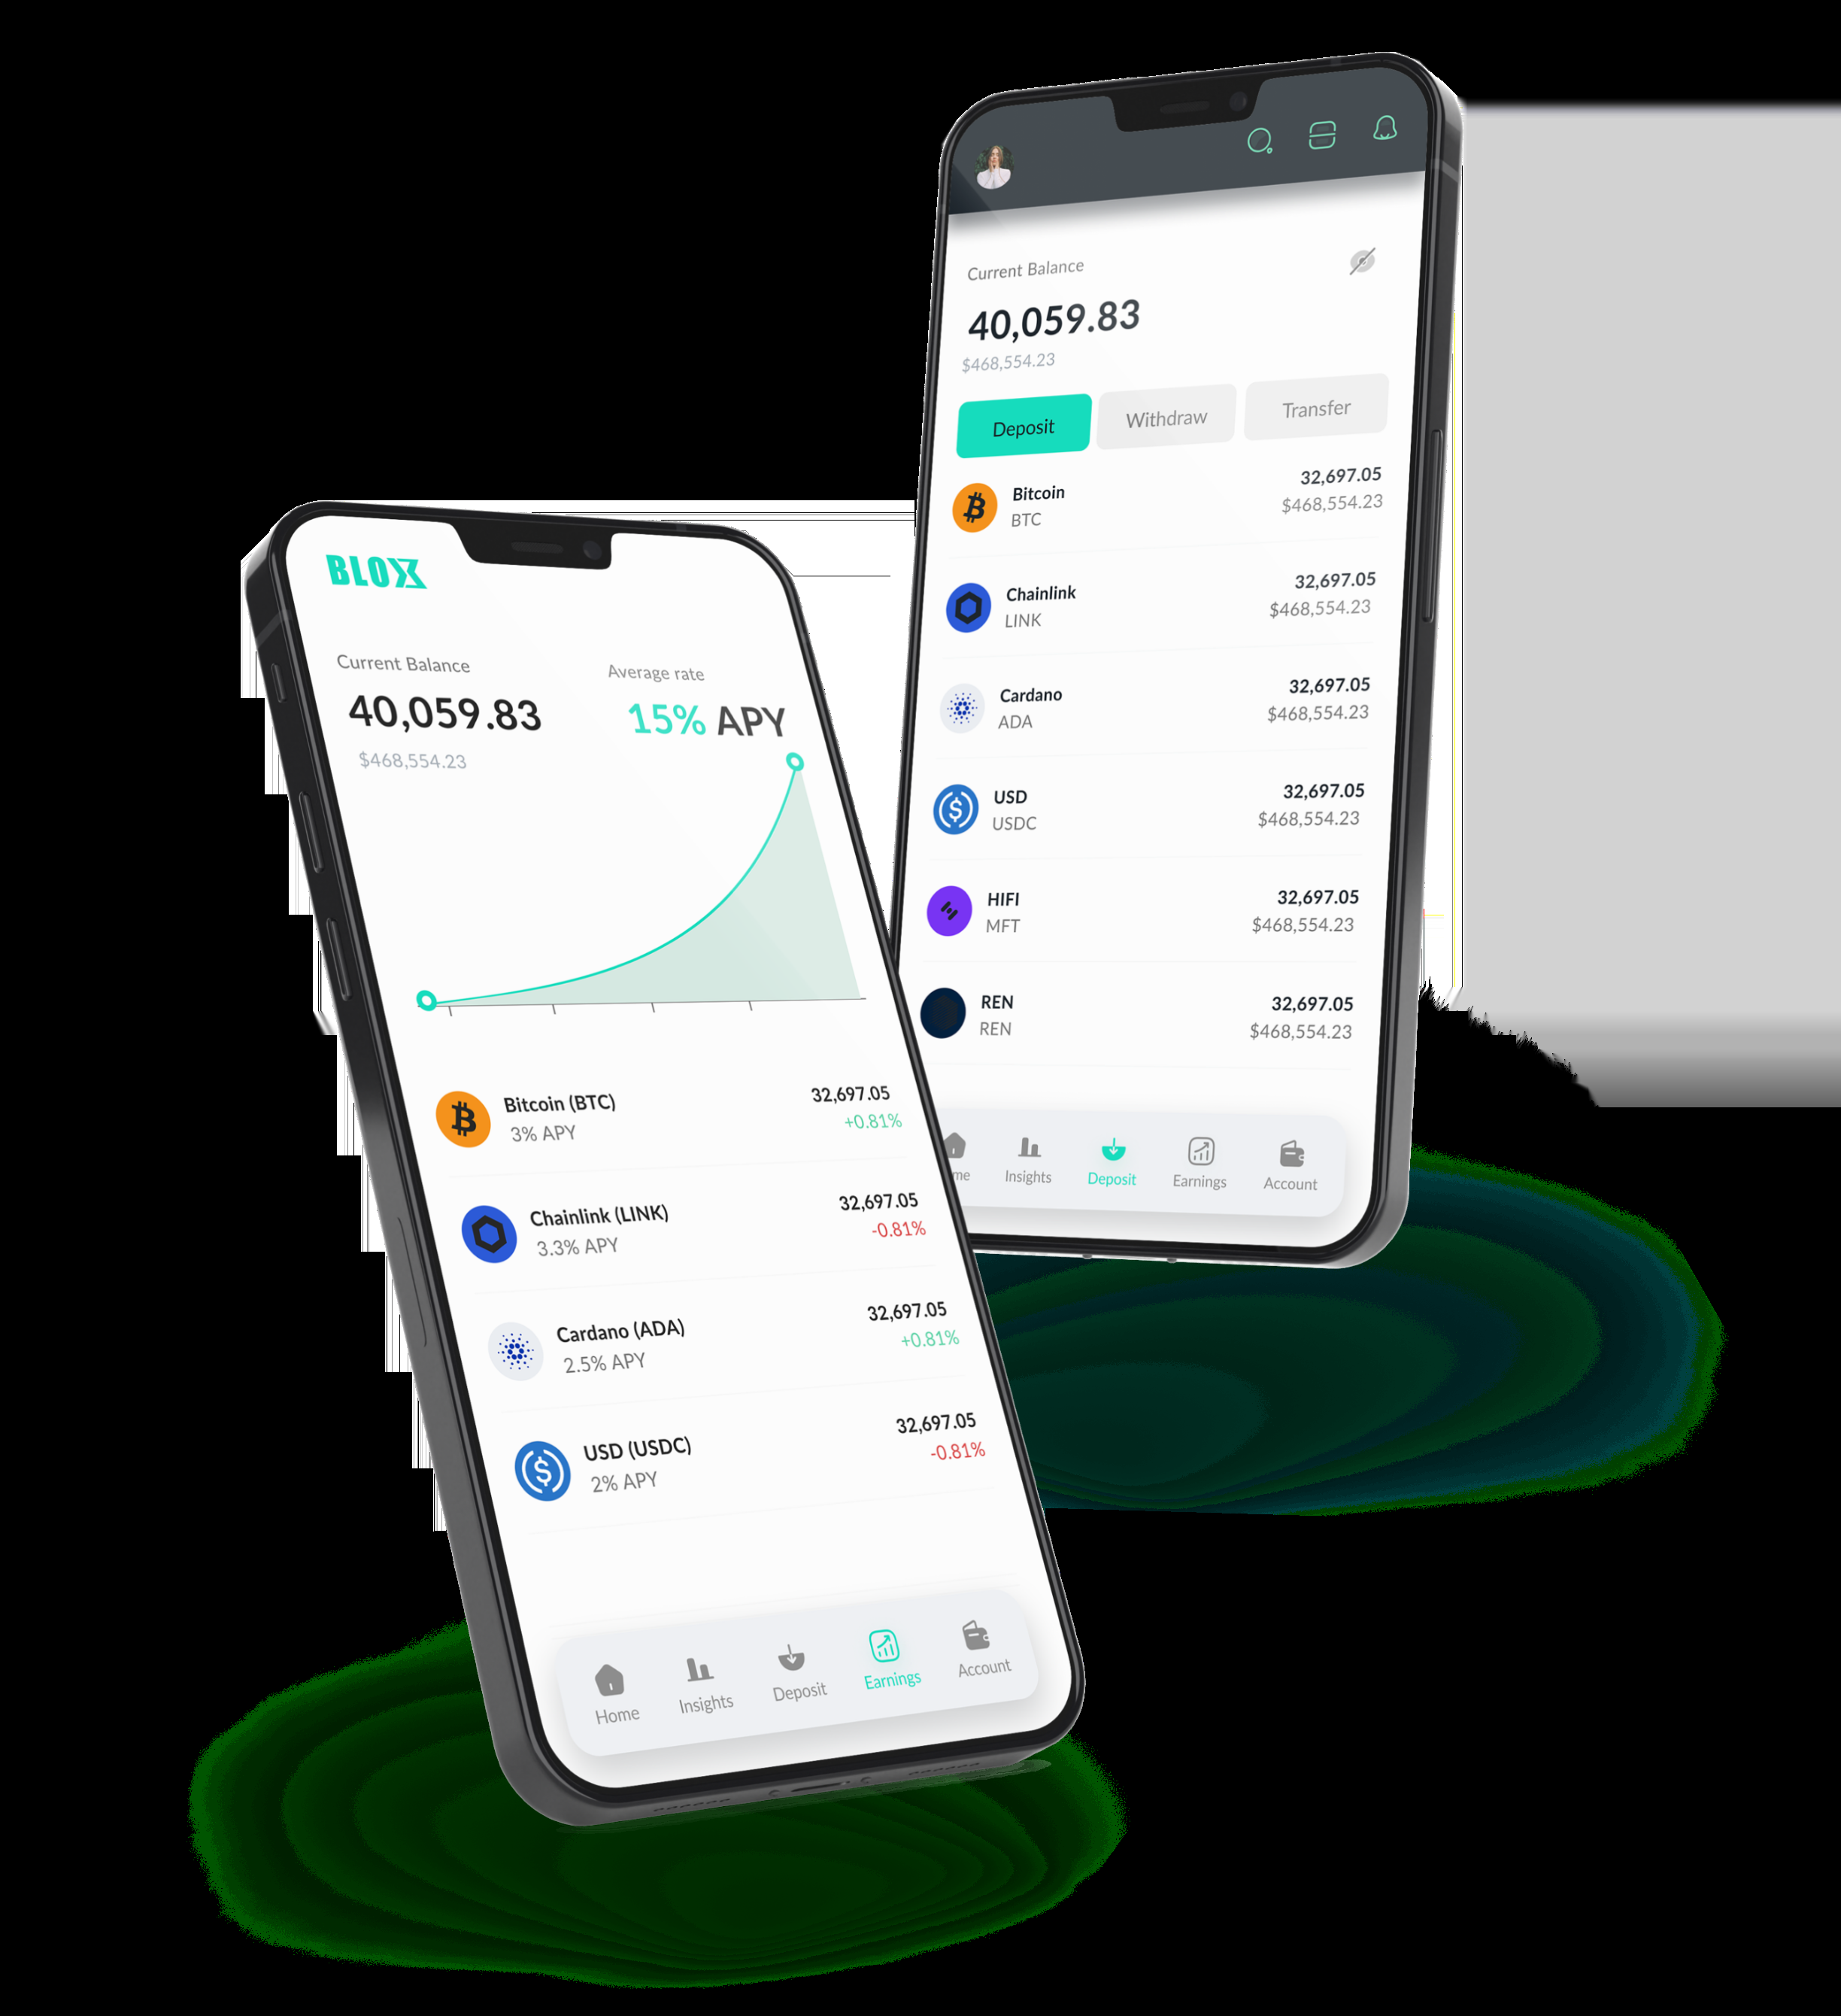 BLOX
Current Balance
Average rate
40,059.83
15% APY
$468,554.23
Bitcoin (BTC)
32,697.05
3% APY
+0.81%
Chainlink (LINK)
32,697.05
3.3% APY
-0.81%
Cardano (ADA)
32,697.05
2.5% APY
+0.81%
USD (USDC)
32,697.05
2% APY
-0.81%
Home
Insights
Deposit
Earnings
Account
Current Balance
40,059.83
$468,554.23
Deposit
Withdraw
Transfer
Bitcoin
32,697.05
BTC
$468,554.23
Chainlink
32,697.05
LINK
$468,554.23
Cardano
32,697.05
ADA
$468,554.23
USD
32,697.05
USDC
$468,554.23
HIFI
32,697.05
MFT
$468,554.23
REN
32,697.05
REN
$468,554.23
me
Insights
Deposit
Earnings
Account